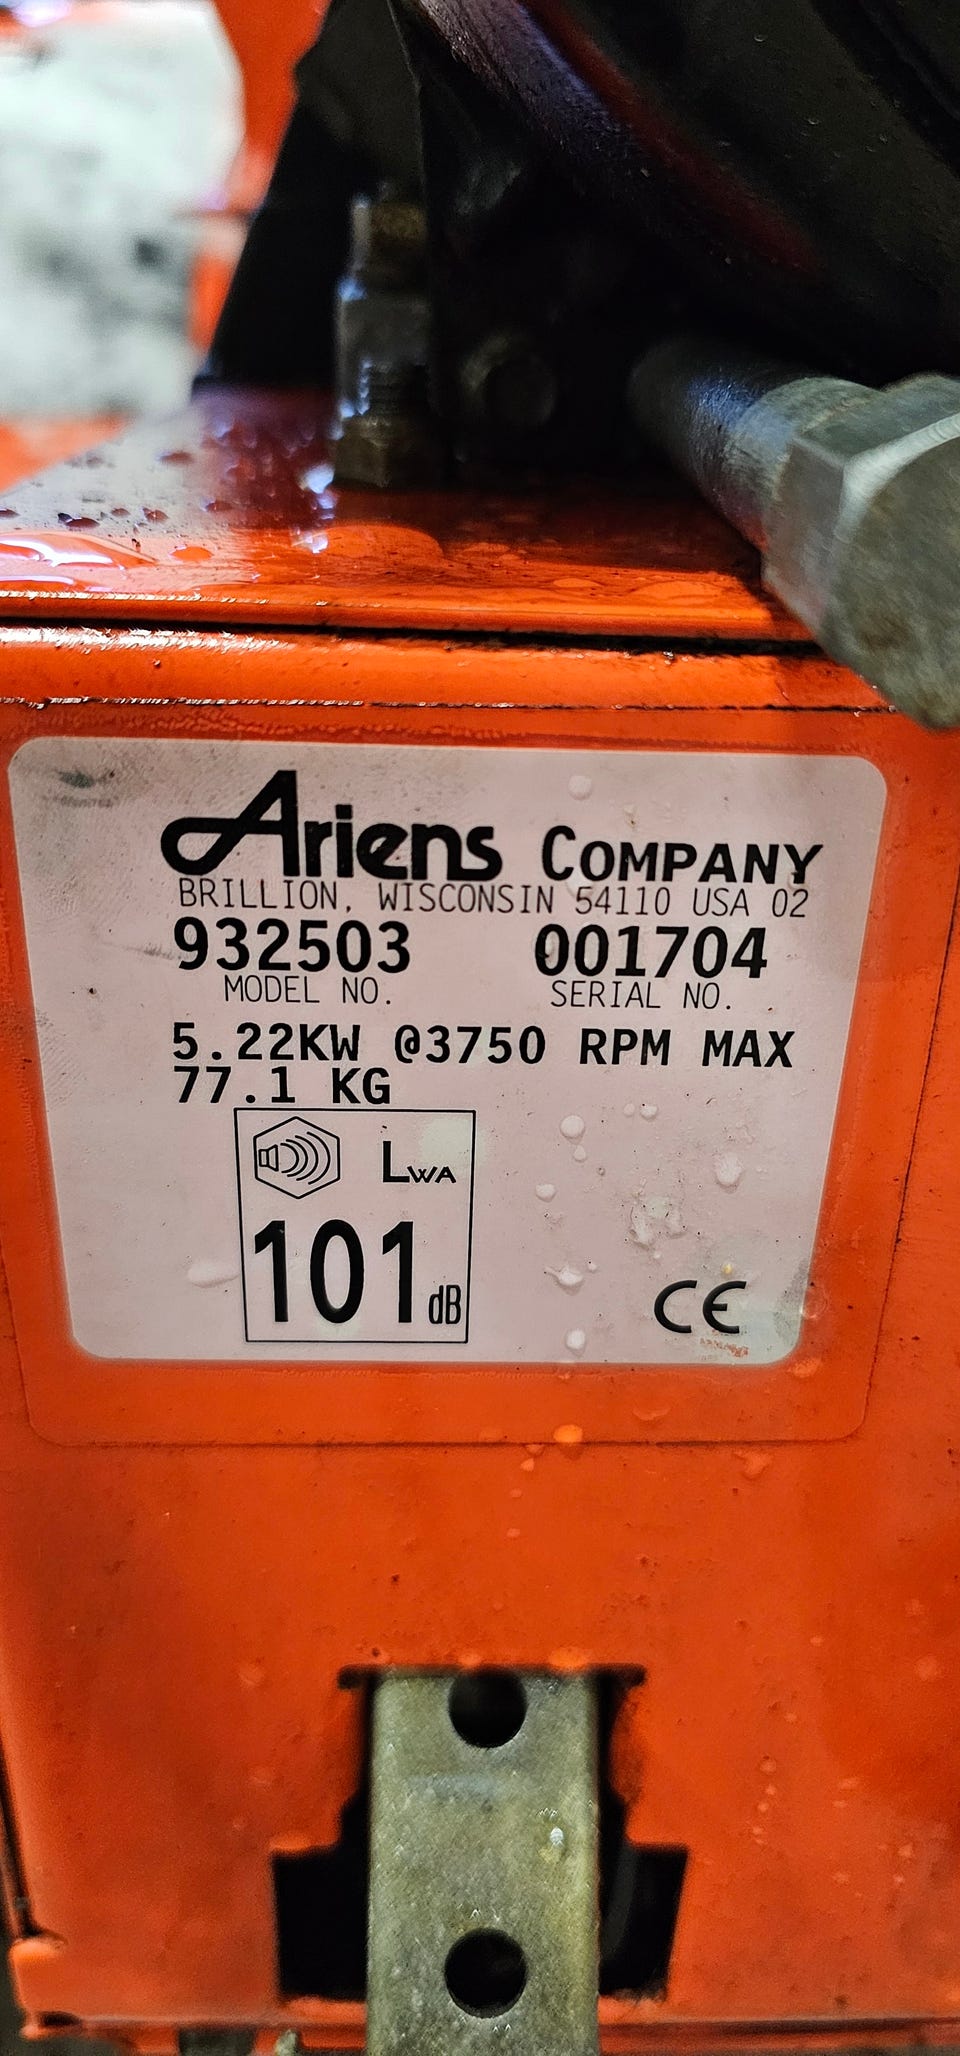 Ariens COMPANY
BRILLION, WISCONSIN 54110 USA 02
932503 001704
MODEL NO. SERIAL NO.
5.22KW @3750 RPM MAX
77.1 KG
LWA
101 dB
CE